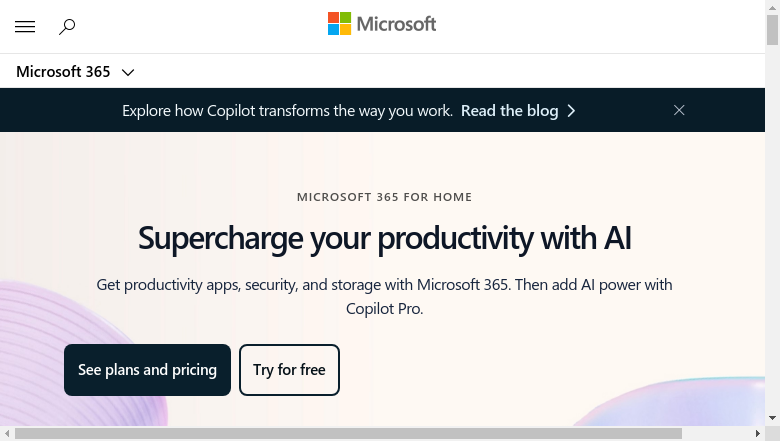 Microsoft
Microsoft 365
Explore how Copilot transforms the way you work. Read the blog
MICROSOFT 365 FOR HOME
Supercharge your productivity with AI
Get productivity apps, security, and storage with Microsoft 365. Then add AI power with
Copilot Pro.
See plans and pricing
Try for free